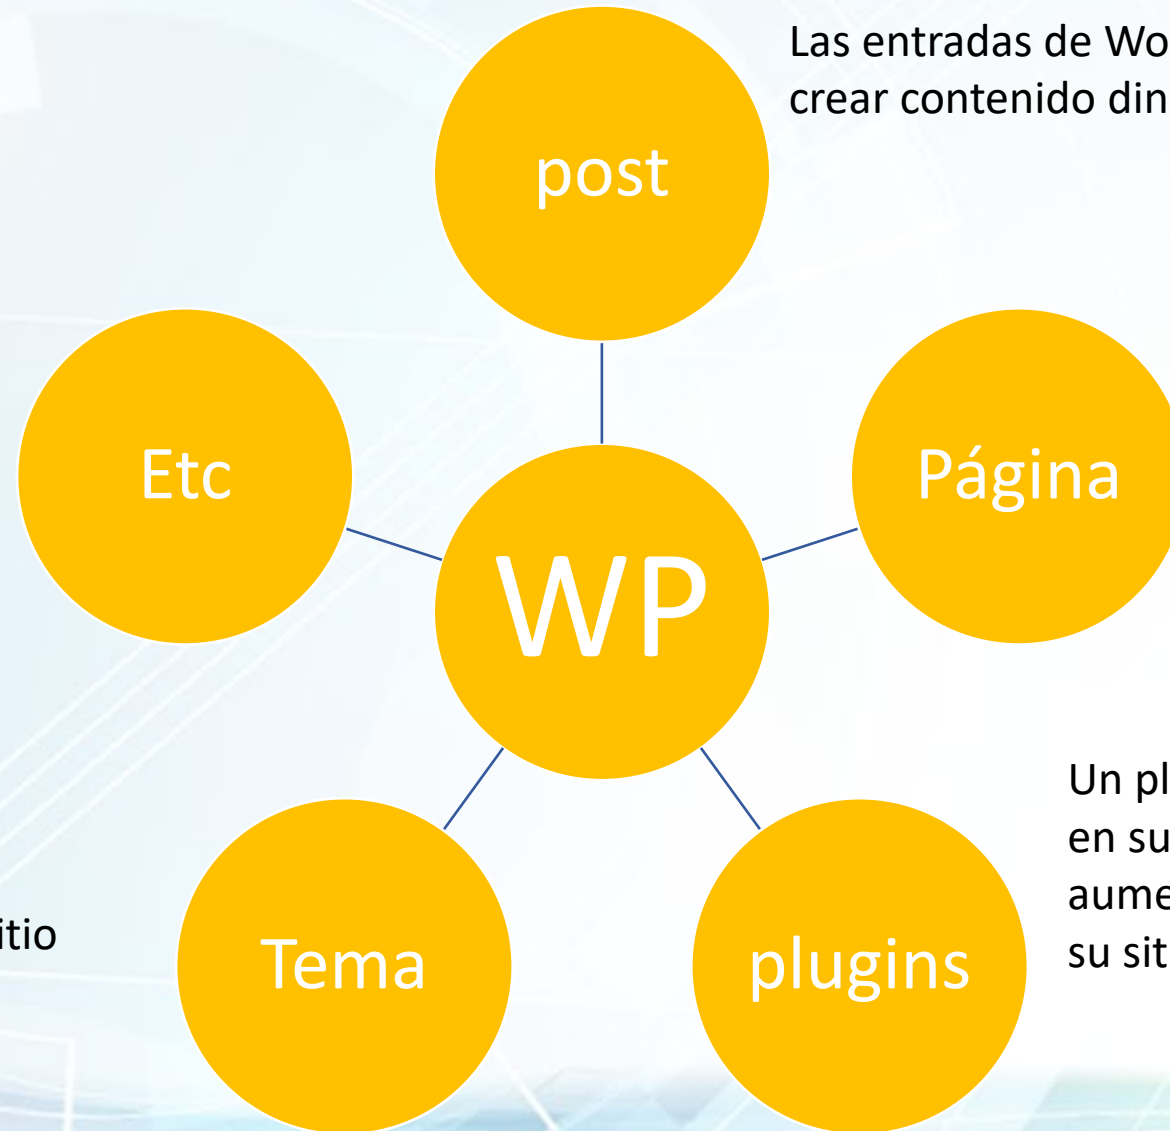 Las entradas de Wo
crear contenido din
post
Etc
Página
WP
Un pl
en su
aume
su sit
itio
Tema
plugins